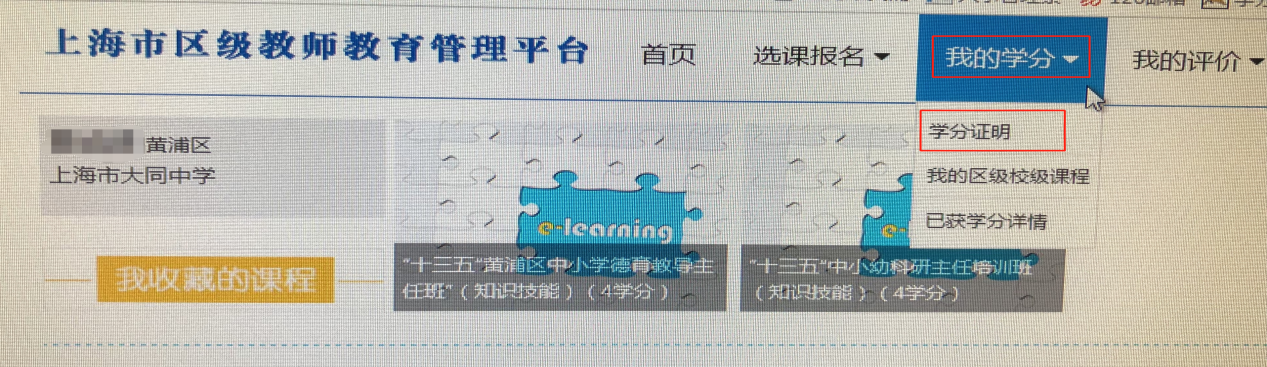 上海市区级教师教育管理平台
首页
选课报名
我的学分
我的评价
学分证明
我的区级校级课程
已获学分详情
黄浦区
上海市大同中学
我收藏的课程
e-learning
"十三五"黄浦区中小学德育教导主
任班"（知识技能）（4学分）
e-
"十三五"中小幼科研主任培训班
（知识技能）（4学分）